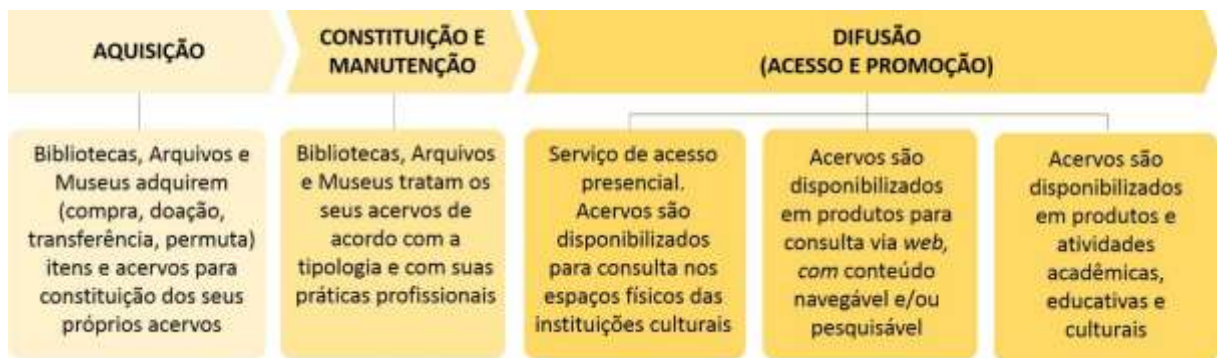 AQUISIÇÃO
CONSTITUIÇÃO E
MANUTENÇÃO
DIFUSÃO
(ACESSO E PROMOÇÃO)
Bibliotecas, Arquivos e
Museus adquirem
(compra, doação,
transferência, permuta)
itens e acervos para
constituição dos seus
próprios acervos
Bibliotecas, Arquivos
e Museus tratam os
seus acervos de
acordo com a
tipologia e com suas
práticas profissionais
Serviço de acesso
presencial.
Acervos são
disponibilizados
para consulta nos
espaços físicos das
instituições culturais
Acervos são
disponibilizados
em produtos para
consulta via web,
com conteúdo
navegável e/ou
pesquisável
Acervos são
disponibilizados
em produtos e
atividades
acadêmicas,
educativas e
culturais